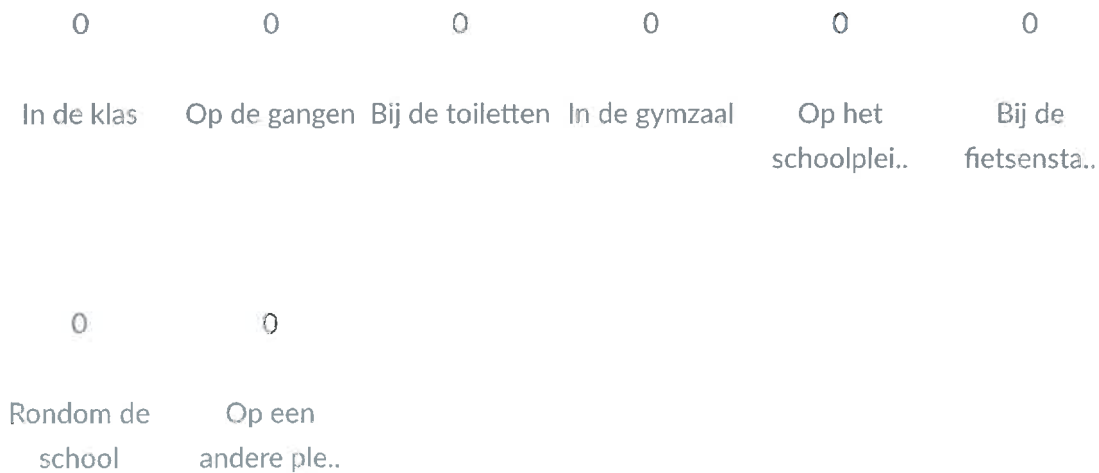 0 0 0 0 0 0
In de klas Op de gangen Bij de toiletten In de gymzaal Op het Bij de
schoolplei.. fietsensta..
0 0
Rondom de Op een
school andere ple..